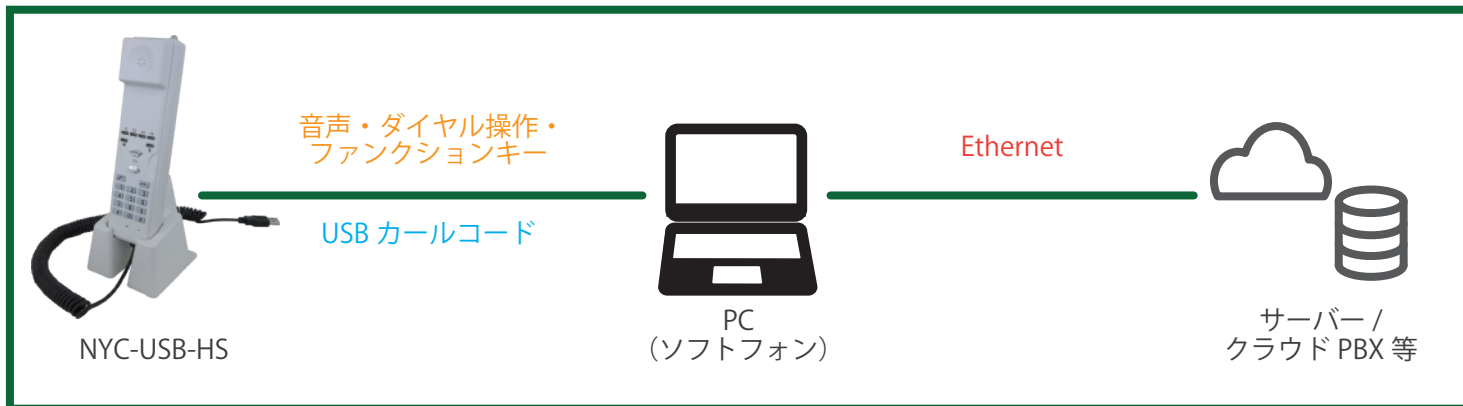 音声・ダイヤル操作・
ファンクションキー
USB カールコード
NYC-USB-HS
PC
（ソフトフォン）
Ethernet
サーバー /
クラウド PBX 等